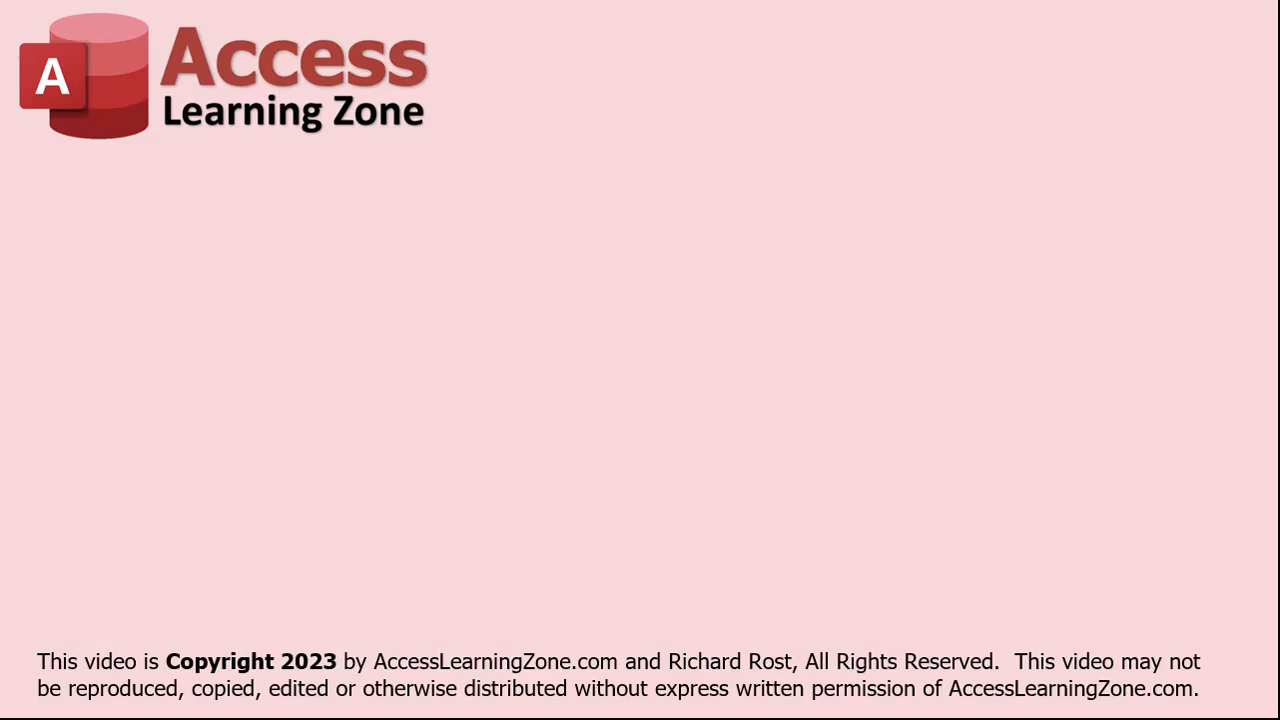 A
Access
Learning Zone
This video is Copyright 2023 by AccessLearningZone.com and Richard Rost, All Rights Reserved.  This video may not
be reproduced, copied, edited or otherwise distributed without express written permission of AccessLearningZone.com.